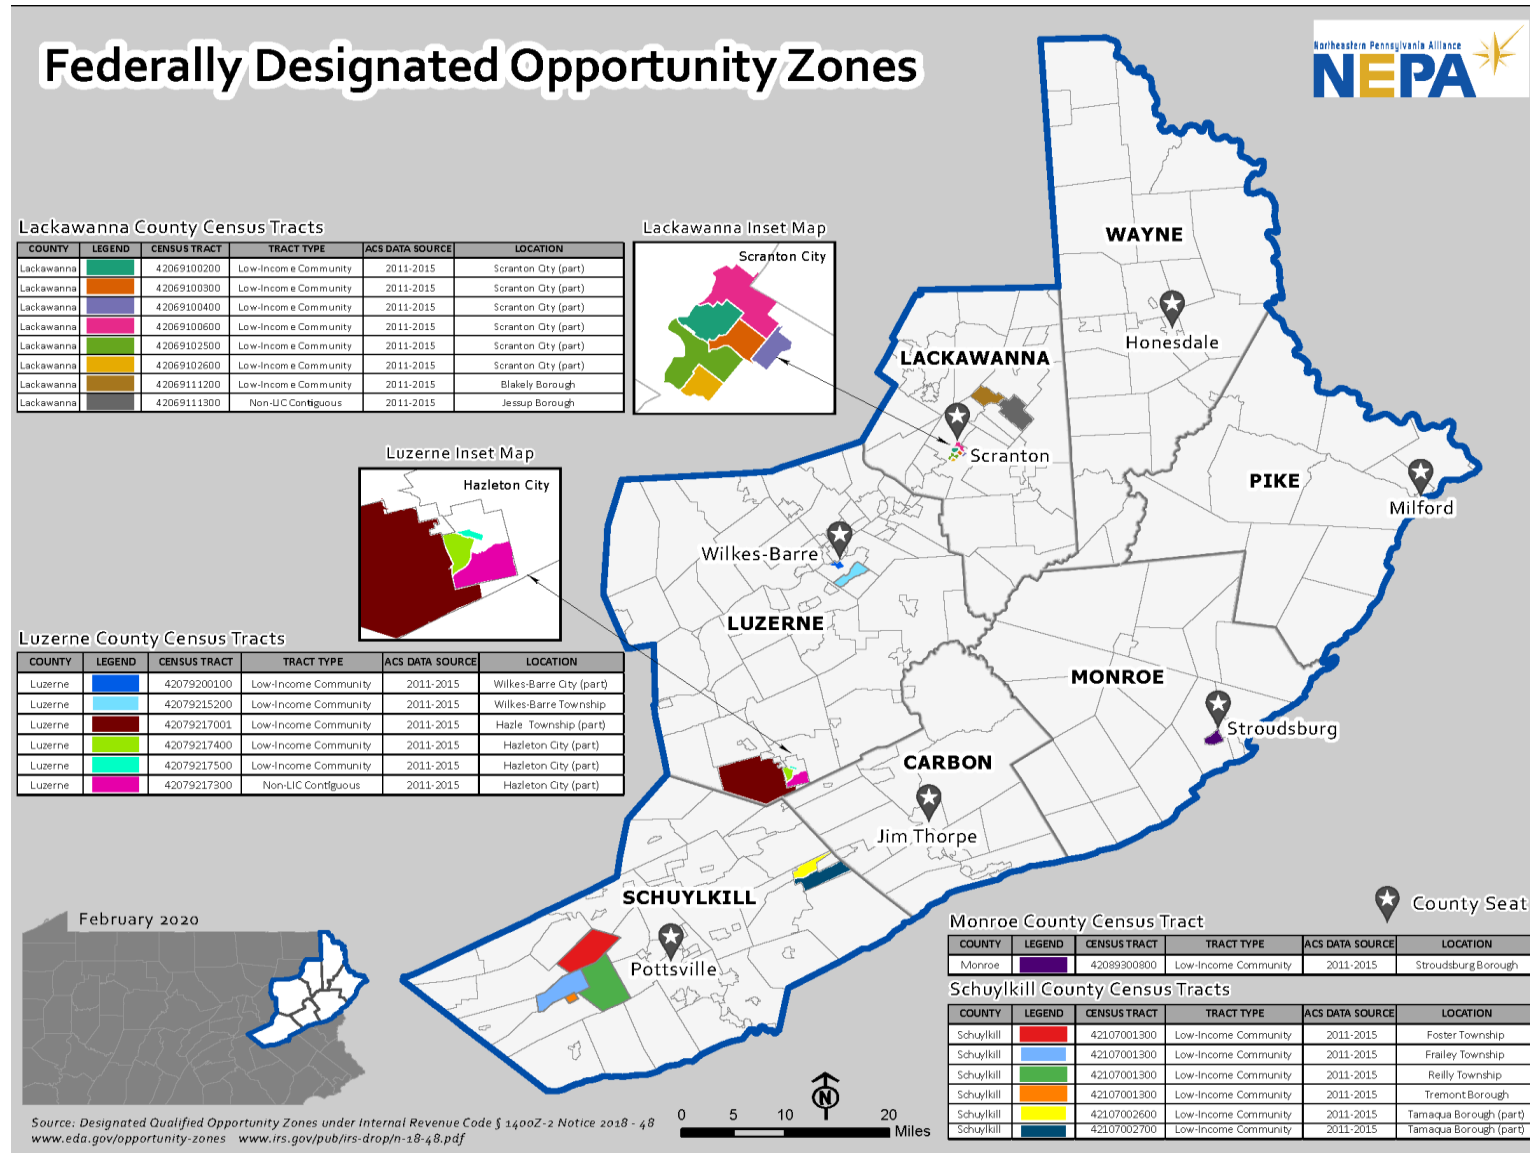 Federally Designated Opportunity Zones
Northeastern Pennsylvania Alliance
NEPA
Lackawanna County Census Tracts
COUNTY LEGEND CENSUS TRACT TRACT TYPE ACS DATA SOURCE LOCATION
Lackawanna 42069100200 Low-Income Community 2011-2015 Scranton City (part)
Lackawanna 42069100300 Low-Income Community 2011-2015 Scranton City (part)
Lackawanna 42069100400 Low-Income Community 2011-2015 Scranton City (part)
Lackawanna 42069100600 Low-Income Community 2011-2015 Scranton City (part)
Lackawanna 42069102500 Low-Income Community 2011-2015 Scranton City (part)
Lackawanna 42069102600 Low-Income Community 2011-2015 Scranton City (part)
Lackawanna 42069111200 Low-Income Community 2011-2015 Blakely Borough
Lackawanna 42069111300 Non-LIC Contiguous 2011-2015 Jessup Borough
Lackawanna Inset Map
Scranton City
WAYNE
Honesdale
LACKAWANNA
Scranton
PIKE
Milford
Luzerne Inset Map
Hazleton City
Wilkes-Barre
LUZERNE
MONROE
Stroudsburg
CARBON
Jim Thorpe
SCHUYLKILL
Pottsville
Luzerne County Census Tracts
COUNTY LEGEND CENSUS TRACT TRACT TYPE ACS DATA SOURCE LOCATION
Luzerne 42079200100 Low-Income Community 2011-2015 Wilkes-Barre City (part)
Luzerne 42079215200 Low-Income Community 2011-2015 Wilkes-Barre Township
Luzerne 42079217001 Low-Income Community 2011-2015 Hazle Township (part)
Luzerne 42079217400 Low-Income Community 2011-2015 Hazleton City (part)
Luzerne 42079217500 Low-Income Community 2011-2015 Hazleton City (part)
Luzerne 42079217300 Non-LIC Contiguous 2011-2015 Hazleton City (part)
February 2020
County Seat
Monroe County Census Tract
COUNTY LEGEND CENSUS TRACT TRACT TYPE ACS DATA SOURCE LOCATION
Monroe 42089300800 Low-Income Community 2011-2015 Stroudsburg Borough
Schuylkill County Census Tracts
COUNTY LEGEND CENSUS TRACT TRACT TYPE ACS DATA SOURCE LOCATION
Schuylkill 42107001300 Low-Income Community 2011-2015 Foster Township
Schuylkill 42107001300 Low-Income Community 2011-2015 Frailey Township
Schuylkill 42107001300 Low-Income Community 2011-2015 Reilly Township
Schuylkill 42107001300 Low-Income Community 2011-2015 Tremont Borough
Schuylkill 42107002600 Low-Income Community 2011-2015 Tamaqua Borough (part)
Schuylkill 42107002700 Low-Income Community 2011-2015 Tamaqua Borough (part)
N
0 5 10 20
Miles
Source: Designated Qualified Opportunity Zones under Internal Revenue Code § 1400Z-2 Notice 2018 - 48
www.eda.gov/opportunity-zones www.irs.gov/pub/irs-drop/n-18-48.pdf